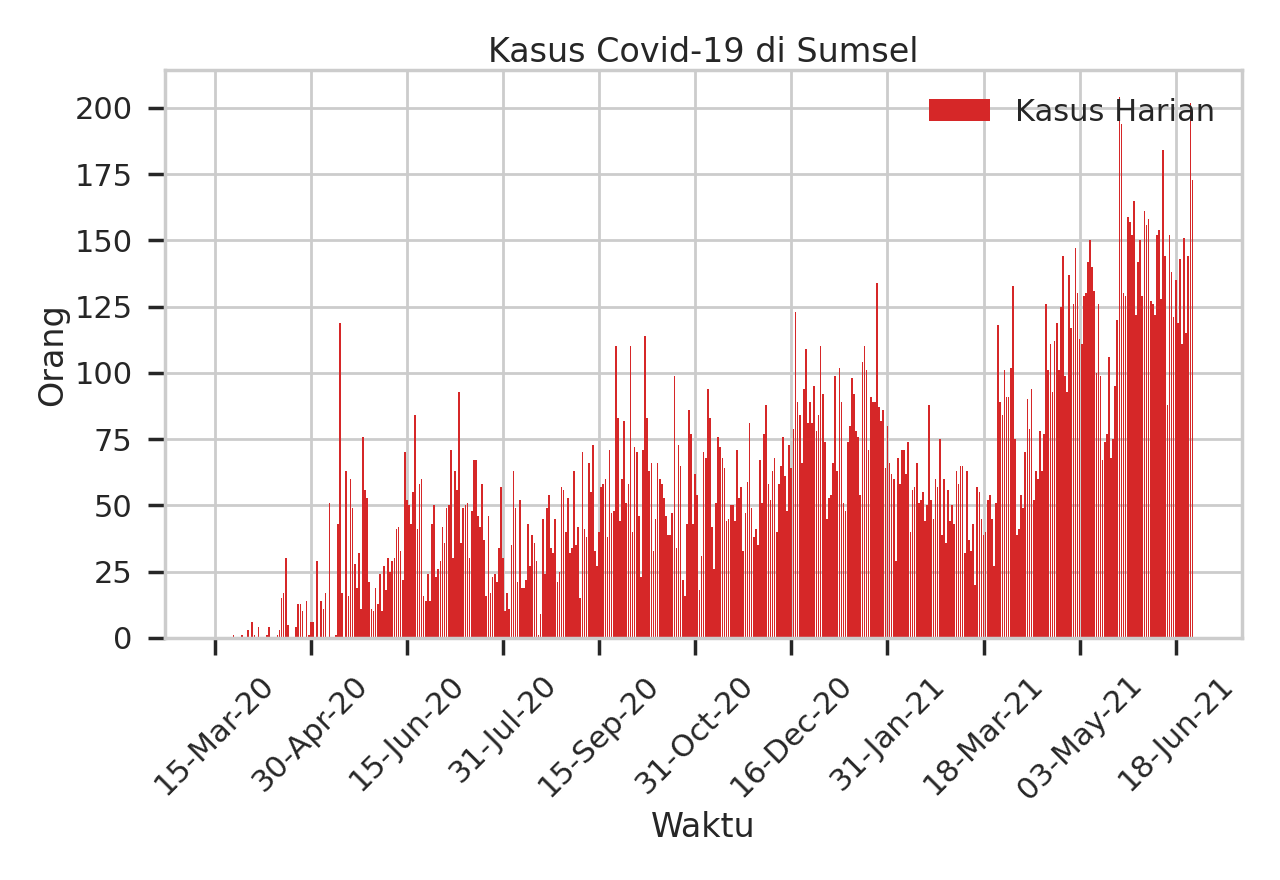 Kasus Covid-19 di Sumsel
Kasus Harian
Orang
200
175
150
125
100
75
50
25
0
15-Mar-20
30-Apr-20
15-Jun-20
31-Jul-20
15-Sep-20
31-Oct-20
16-Dec-20
31-Jan-21
18-Mar-21
03-May-21
18-Jun-21
Waktu